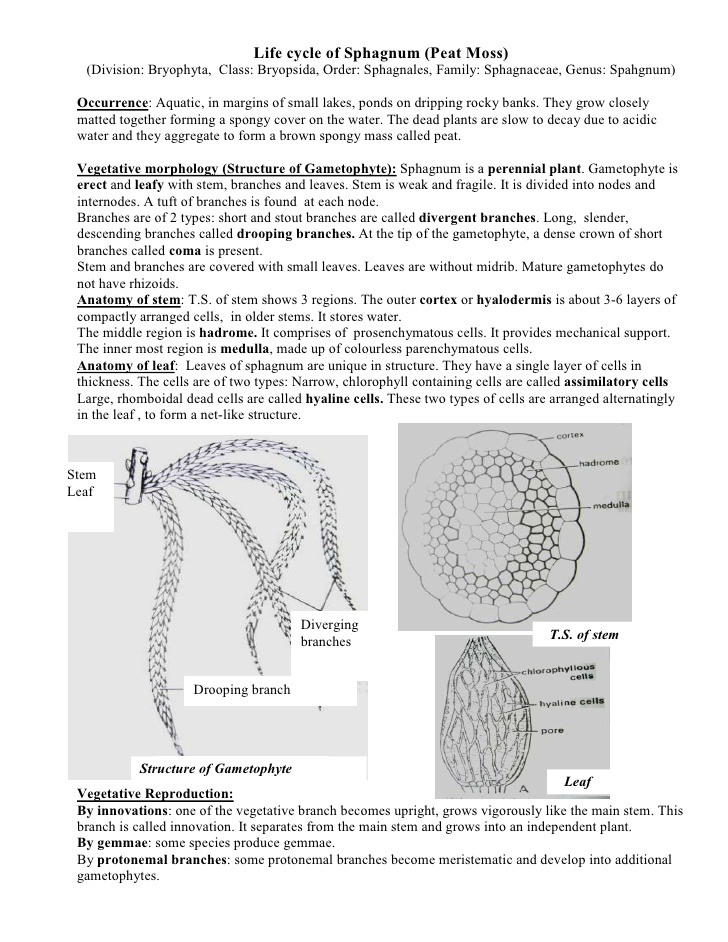 Life cycle of Sphagnum (Peat Moss)
(Division: Bryophyta, Class: Bryopsida, Order: Sphagnales, Family: Sphagnaceae, Genus: Spahgnum)
Occurrence: Aquatic, in margins of small lakes, ponds on dripping rocky banks. They grow closely
matted together forming a spongy cover on the water. The dead plants are slow to decay due to acidic
water and they aggregate to form a brown spongy mass called peat.
Vegetative morphology (Structure of Gametophyte): Sphagnum is a perennial plant. Gametophyte is
erect and leafy with stem, branches and leaves. Stem is weak and fragile. It is divided into nodes and
internodes. A tuft of branches is found at each node.
Branches are of 2 types: short and stout branches are called divergent branches. Long, slender,
descending branches called drooping branches. At the tip of the gametophyte, a dense crown of short
branches called coma is present.
Stem and branches are covered with small leaves. Leaves are without midrib. Mature gametophytes do
not have rhizoids.
Anatomy of stem: T.S. of stem shows 3 regions. The outer cortex or hyalodermis is about 3-6 layers of
compactly arranged cells, in older stems. It stores water.
The middle region is hadrome. It comprises of prosenchymatous cells. It provides mechanical support.
The inner most region is medulla, made up of colourless parenchymatous cells.
Anatomy of leaf: Leaves of sphagnum are unique in structure. They have a single layer of cells in
thickness. The cells are of two types: Narrow, chlorophyll containing cells are called assimilatory cells
Large, rhomboidal dead cells are called hyaline cells. These two types of cells are arranged alternatingly
in the leaf , to form a net-like structure.
Stem
Leaf
Diverging
branches
Drooping branch
Structure of Gametophyte
cortex
hadrome
medulla
T.S. of stem
chlorophyllous
cells
hyaline cells
pore
A
Leaf
Vegetative Reproduction:
By innovations: one of the vegetative branch becomes upright, grows vigorously like the main stem. This
branch is called innovation. It separates from the main stem and grows into an independent plant.
By gemmae: some species produce gemmae.
By protonemal branches: some protonemal branches become meristematic and develop into additional
gametophytes.